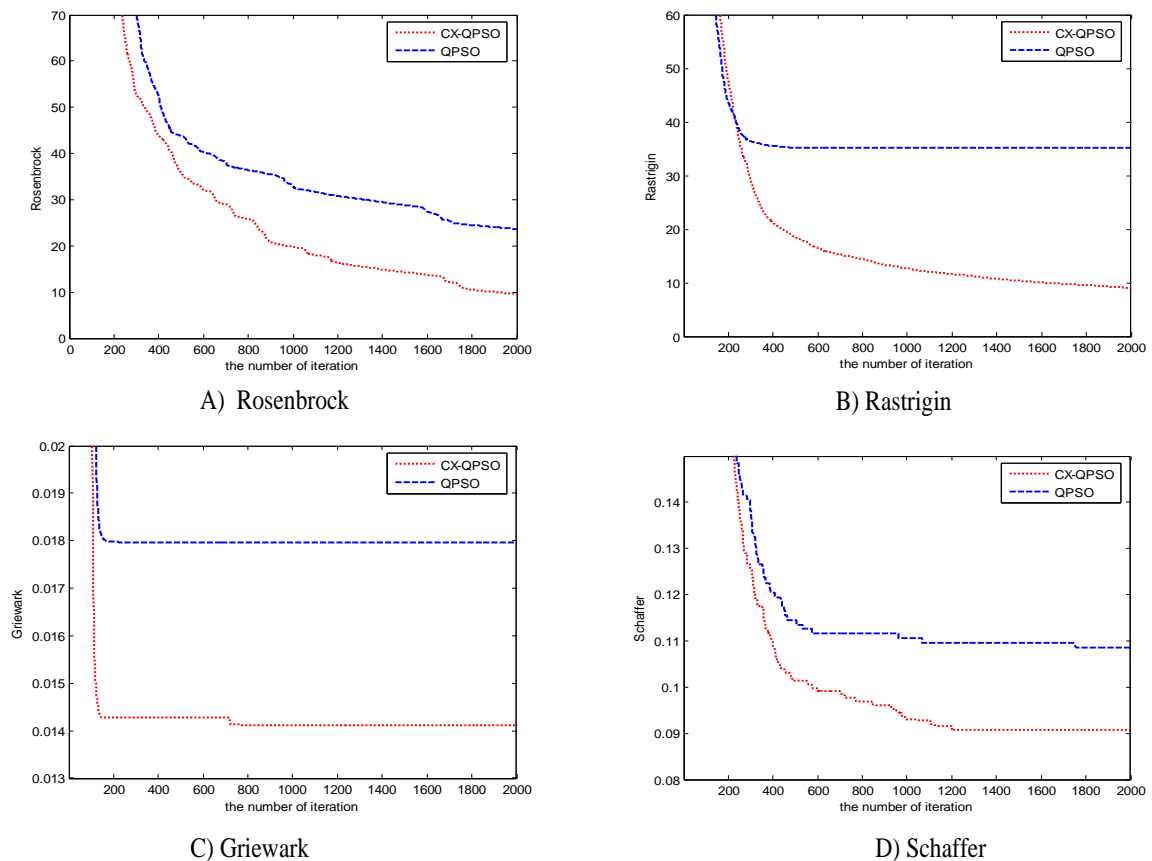 70
60
50
40
30
20
10
0
Rosenbrock
CX-QPSO
QPSO
0 200 400 600 800 1000 1200 1400 1600 1800 2000
the number of iteration
A) Rosenbrock
60
50
40
30
20
10
0
Rastrigin
CX-QPSO
QPSO
200 400 600 800 1000 1200 1400 1600 1800 2000
the number of iteration
B) Rastrigin
0.02
0.019
0.018
0.017
0.016
0.015
0.014
0.013
Griewark
CX-QPSO
QPSO
200 400 600 800 1000 1200 1400 1600 1800 2000
the number of iteration
C) Griewark
0.14
0.13
0.12
0.11
0.1
0.09
0.08
Schaffer
CX-QPSO
QPSO
200 400 600 800 1000 1200 1400 1600 1800 2000
the number of iteration
D) Schaffer